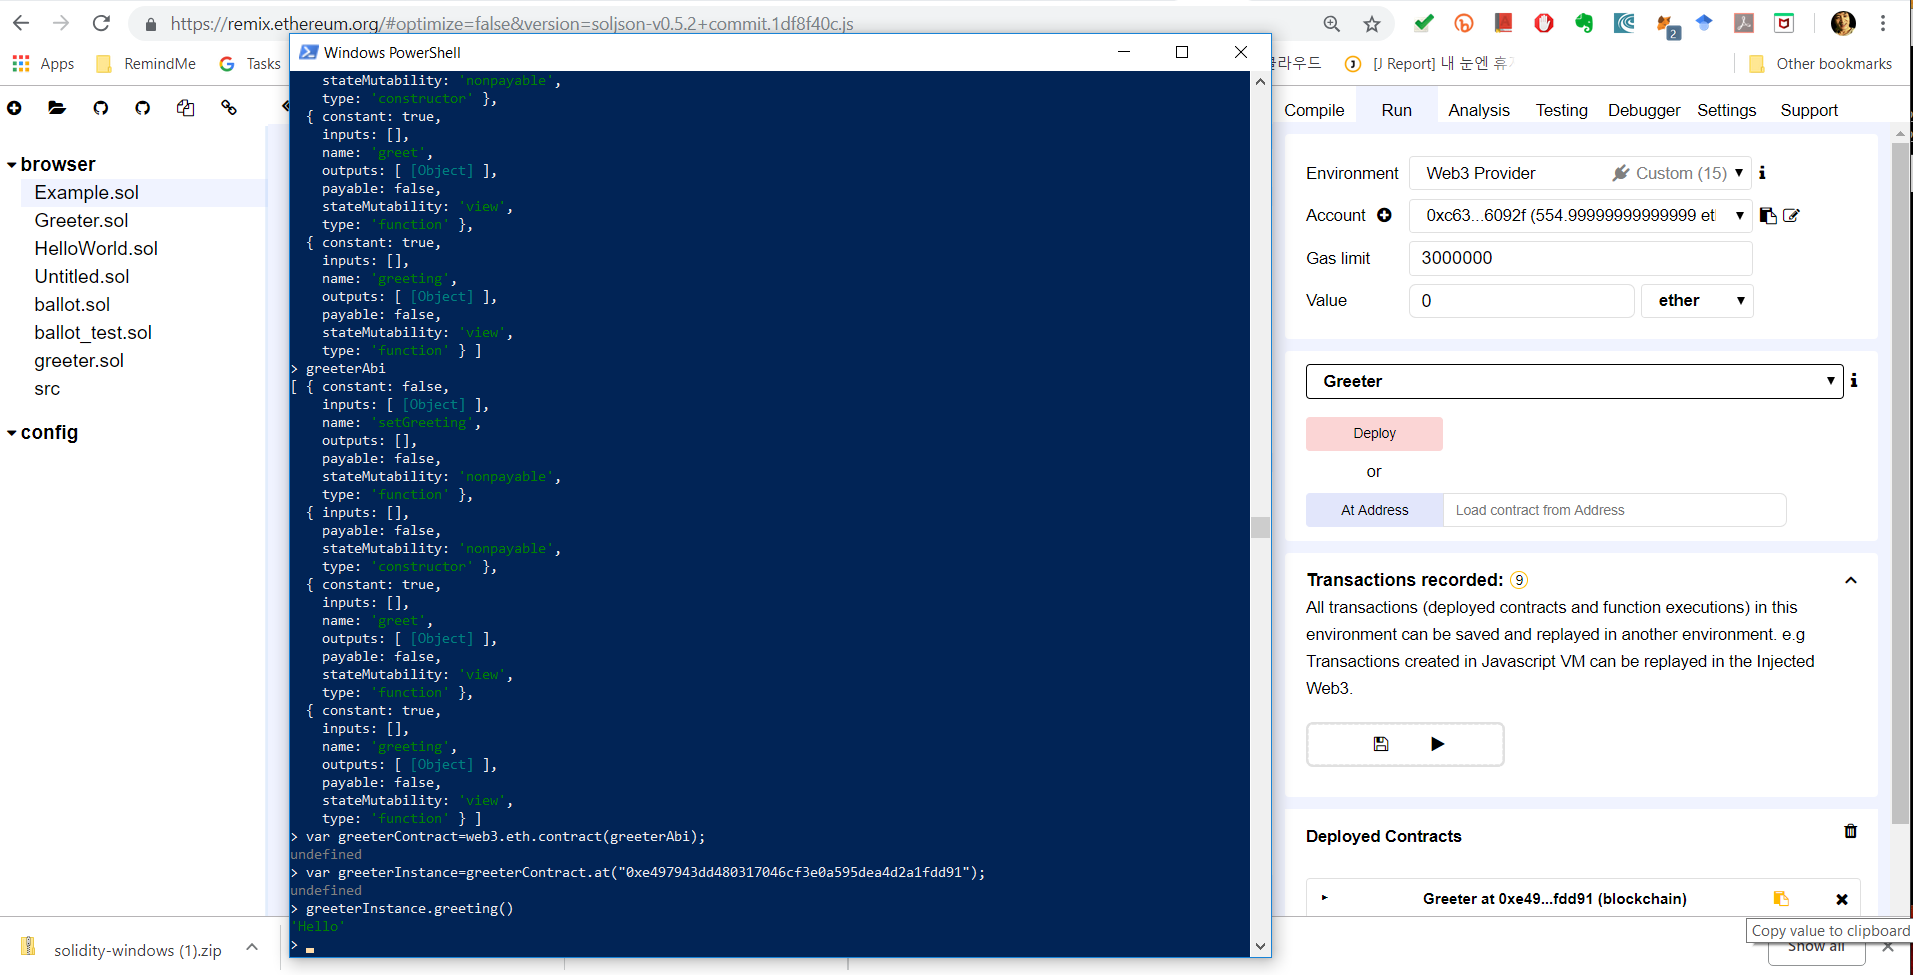 https://remix.ethereum.org/#optimize=false&version=soljson-v0.5.2+commit.1df8f40c.js
2
Apps
RemindMe
Tasks
클라우드
[J Report] 내 눈엔
Other bookmarks
Windows PowerShell
browser
Example.sol
Greeter.sol
HelloWorld.sol
Untitled.sol
ballot.sol
ballot_test.sol
greeter.sol
src
config
stateMutability: 'nonpayable',
type: 'constructor' },
{ constant: true,
inputs: [],
name: 'greet',
outputs: [ [Object] ],
payable: false,
stateMutability: 'view',
type: 'function' },
{ constant: true,
inputs: [],
name: 'greeting',
outputs: [ [Object] ],
payable: false,
stateMutability: 'view',
type: 'function' } ]
> greeterAbi
[ { constant: false,
inputs: [ [Object] ],
name: 'setGreeting',
outputs: [],
payable: false,
stateMutability: 'nonpayable',
type: 'function' },
{ inputs: [],
payable: false,
stateMutability: 'nonpayable',
type: 'constructor' },
{ constant: true,
inputs: [],
name: 'greet',
outputs: [ [Object] ],
payable: false,
stateMutability: 'view',
type: 'function' },
{ constant: true,
inputs: [],
name: 'greeting',
outputs: [ [Object] ],
payable: false,
stateMutability: 'view',
type: 'function' } ]
> var greeterContract=web3.eth.contract(greeterAbi);
undefined
> var greeterInstance=greeterContract.at("0xe497943dd480317046cf3e0a595dea4d2a1fdd91");
undefined
> greeterInstance.greeting()
'Hello'
>
Compile Run Analysis Testing Debugger Settings Support
Environment Web3 Provider Custom (15)
Account 0xc63...6092f (554.99999999999999 et
Gas limit 3000000
Value 0 ether
Greeter
Deploy
or
At Address Load contract from Address
Transactions recorded: 9
All transactions (deployed contracts and function executions) in this
environment can be saved and replayed in another environment. e.g
Transactions created in Javascript VM can be replayed in the Injected
Web3.
Deployed Contracts
Greeter at 0xe49...fdd91 (blockchain)
Copy value to clipboard
Show all
solidity-windows (1).zip